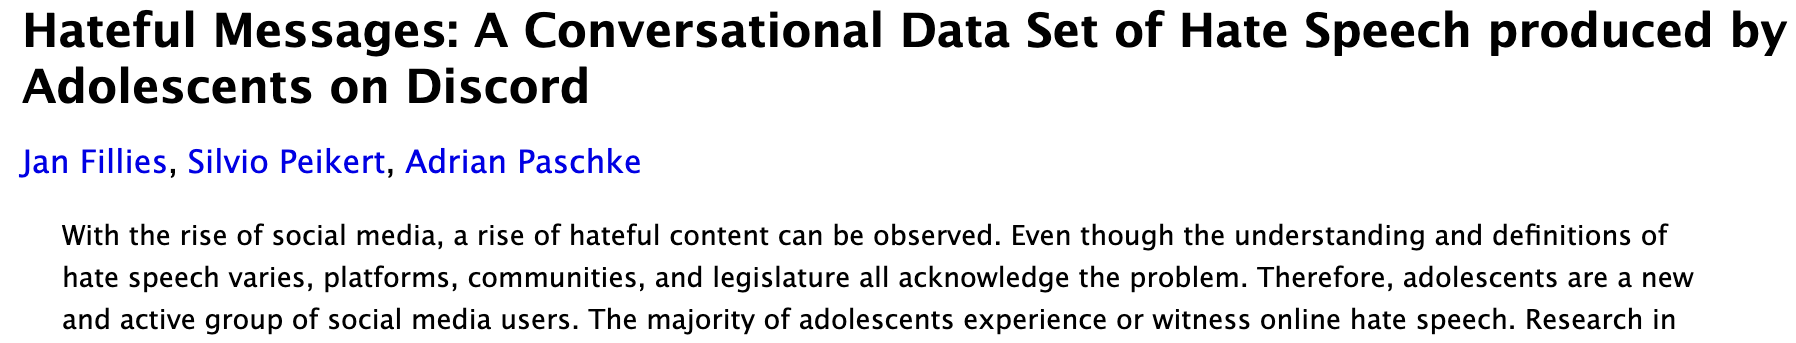 Hateful Messages: A Conversational Data Set of Hate Speech produced by
Adolescents on Discord
Jan Fillies, Silvio Peikert, Adrian Paschke
With the rise of social media, a rise of hateful content can be observed. Even though the understanding and definitions of
hate speech varies, platforms, communities, and legislature all acknowledge the problem. Therefore, adolescents are a new
and active group of social media users. The majority of adolescents experience or witness online hate speech. Research in